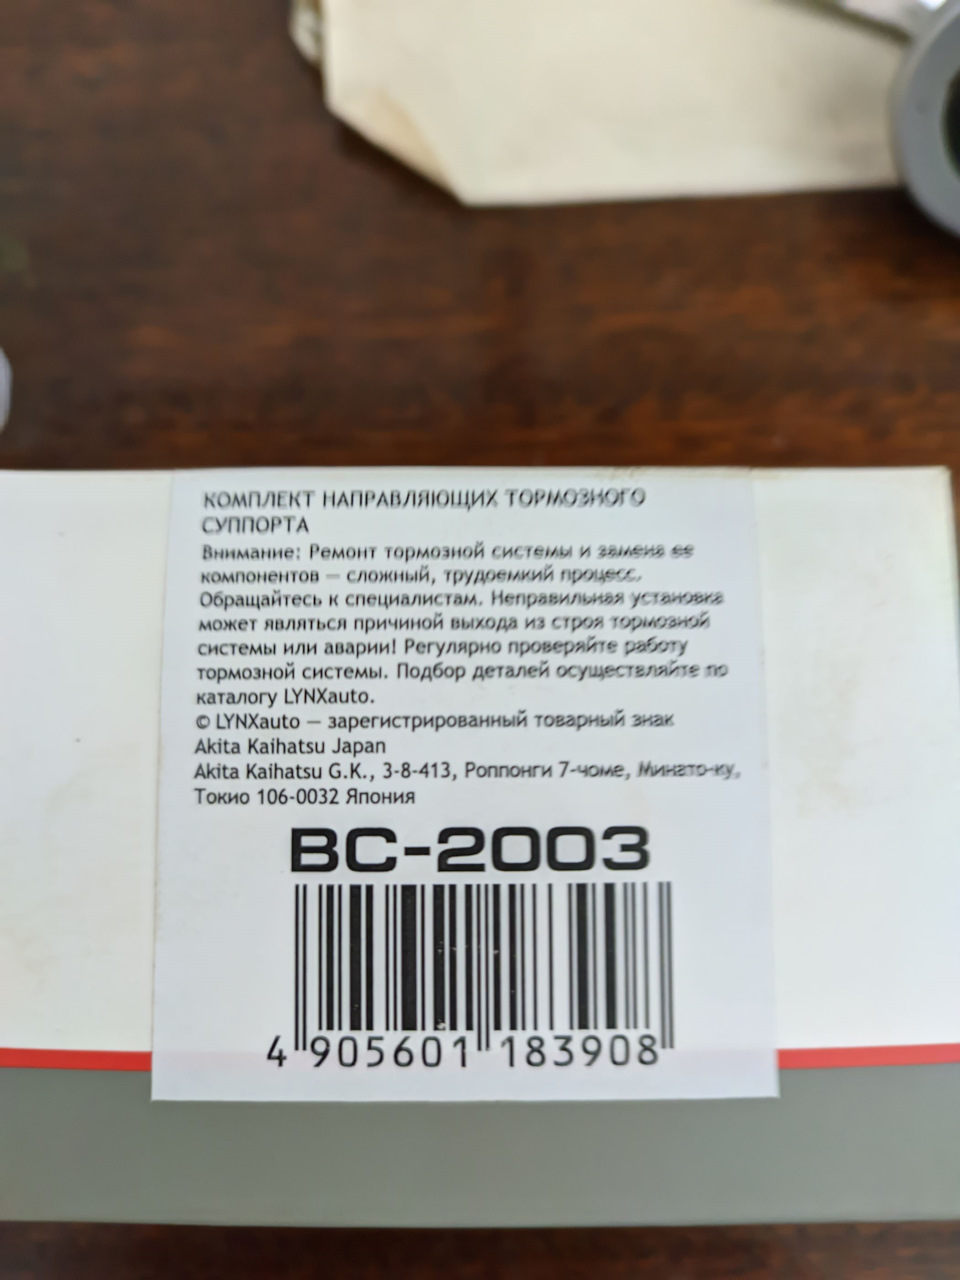 КОМПЛЕКТ НАПРАВЛЯЮЩИХ ТОРМОЗНОГО
СУППОРТА
Внимание: Ремонт тормозной системы и замена ее
компонентов — сложный, трудоемкий процесс.
Обращайтесь к специалистам. Неправильная установка
может являться причиной выхода из строя тормозной
системы или аварии! Регулярно проверяйте работу
тормозной системы. Подбор деталей осуществляйте по
каталогу LYNXauto.
© LYNXauto — зарегистрированный товарный знак
Akita Kaihatsu Japan
Akita Kaihatsu G.K., 3-8-413, Роппонги 7-чоме, Минато-ку,
Токио 106-0032 Япония
BC-2003
4 905601 183908